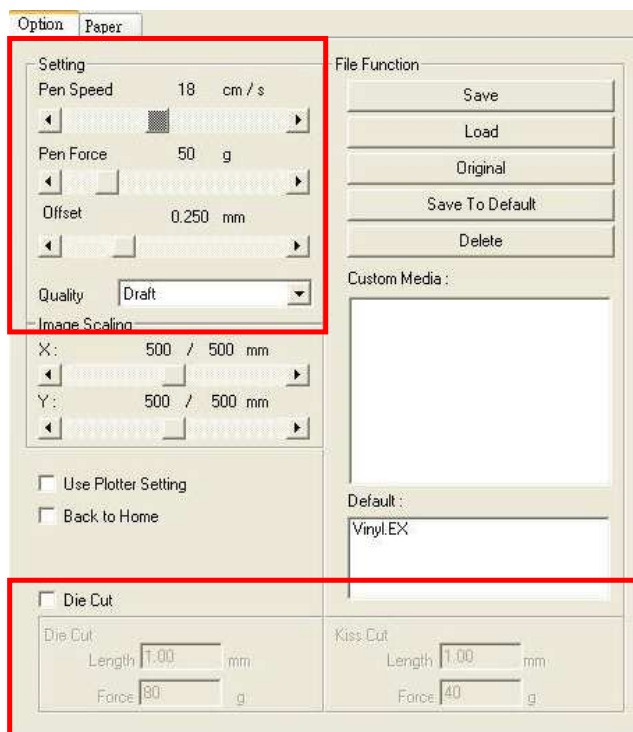 Option Paper
Setting
Pen Speed 18 cm / s
Pen Force 50 g
Offset 0.250 mm
Quality Draft
Image Scaling
X : 500 / 500 mm
Y : 500 / 500 mm
Use Plotter Setting
Back to Home
File Function
Save
Load
Original
Save To Default
Delete
Custom Media :
Default :
Vinyl.EX
Die Cut
Die Cut
Length 1.00 mm
Force 80 g
Kiss Cut
Length 1.00 mm
Force 40 g